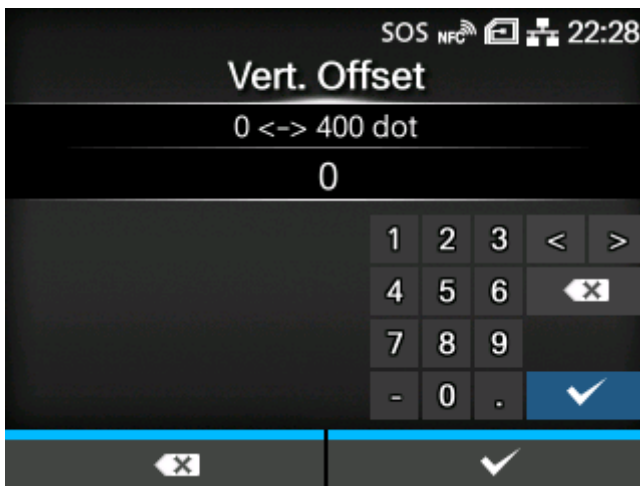 SOS NFC 22:28
Vert. Offset
0 <-> 400 dot
0
1 2 3 < >
4 5 6
7 8 9
- 0 .